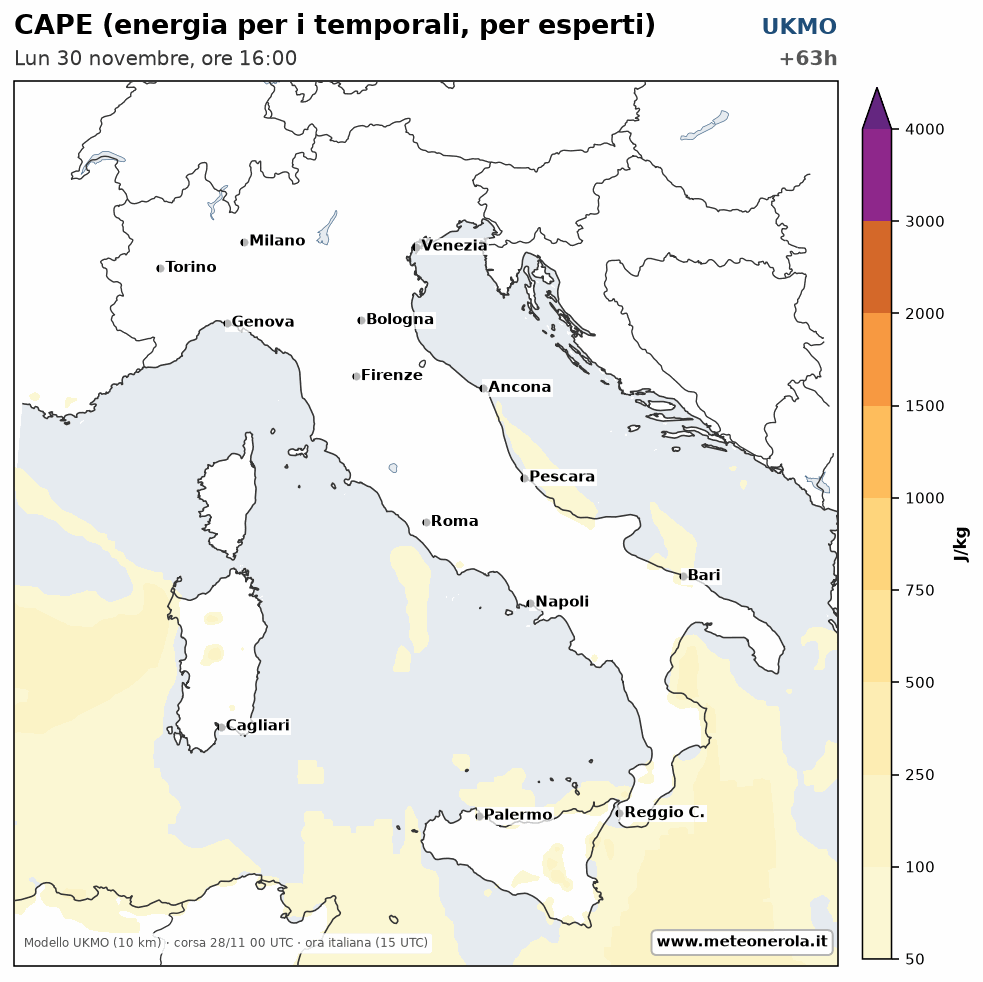 CAPE (energia per i temporali, per esperti)
UKMO
Lun 30 novembre, ore 16:00
+63h
4000
3000
2000
1500
1000
750
500
250
100
50
J/kg
Milano
Venezia
Torino
Genova
Bologna
Firenze
Ancona
Pescara
Roma
Bari
Napoli
Cagliari
Palermo
Reggio C.
Modello UKMO (10 km) · corsa 28/11 00 UTC · ora italiana (15 UTC)
www.meteonerola.it